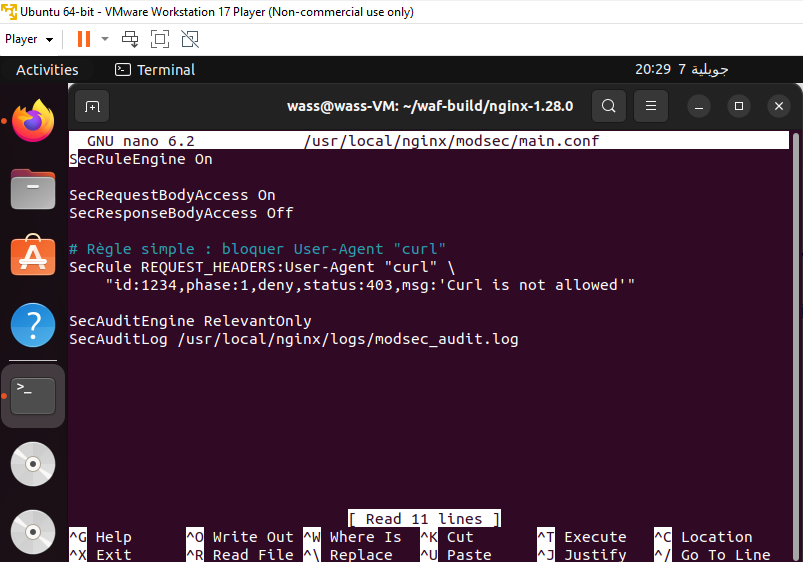 Ubuntu 64-bit - VMware Workstation 17 Player (Non-commercial use only)
Player
Activities Terminal 20:29 7 جويلية
wass@wass-VM: ~/waf-build/nginx-1.28.0
GNU nano 6.2 /usr/local/nginx/modsec/main.conf
SecRuleEngine On
SecRequestBodyAccess On
SecResponseBodyAccess Off
# Règle simple : bloquer User-Agent "curl"
SecRule REQUEST_HEADERS:User-Agent "curl" \
"id:1234,phase:1,deny,status:403,msg:'Curl is not allowed'"
SecAuditEngine RelevantOnly
SecAuditLog /usr/local/nginx/logs/modsec_audit.log
[ Read 11 lines ]
^G Help ^O Write Out ^W Where Is ^K Cut ^T Execute ^C Location
^X Exit ^R Read File ^\ Replace ^U Paste ^J Justify ^/ Go To Line